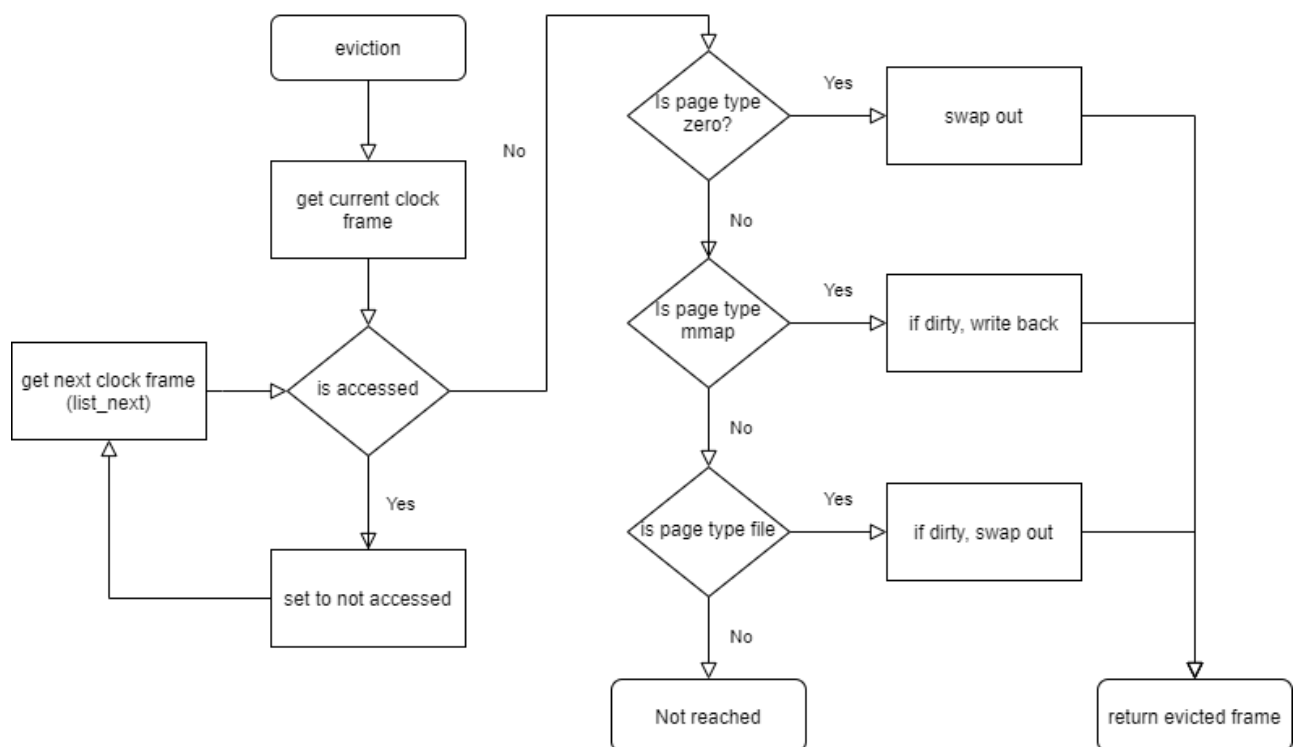 eviction
get current clock
frame
is accessed
Yes
set to not accessed
get next clock frame
(list_next)
No
Is page type
zero?
Yes
swap out
No
Is page type
mmap
Yes
if dirty, write back
No
is page type file
Yes
if dirty, swap out
No
Not reached
return evicted frame